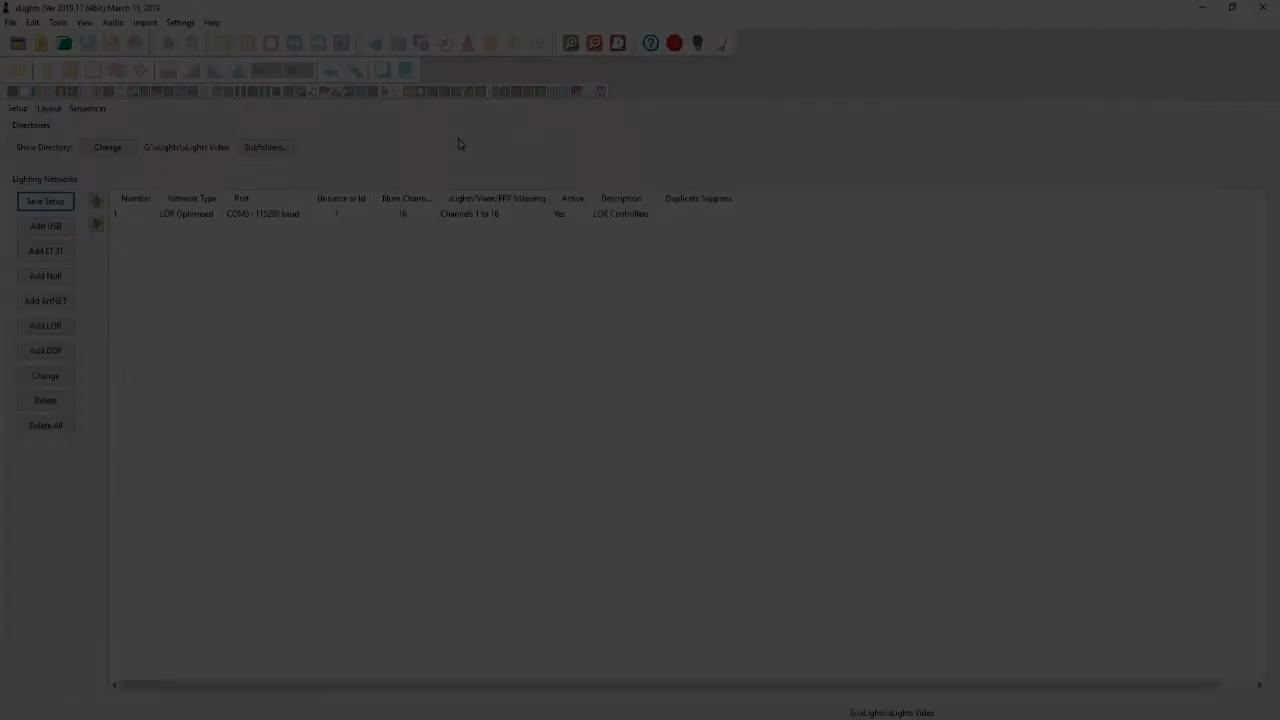 xLights (Ver 2019.17 64bit) March 15, 2019
File Edit Tools View Audio Import Settings Help
Setup Layout Sequencer
Directories
Show Directory: Change G:\xLights\xLights Video Subfolders...
Lighting Networks
Save Setup
Number Network Type Port Universe or Id Num Chann... xLights/Vixen/FPP Mapping Active Description Duplicate Suppress
1 LOR Optimised COM3 : 115200 baud 1 16 Channels 1 to 16 Yes LOR Controllers
Add USB
Add E1.31
Add Null
Add ArtNET
Add LOR
Add DDP
Change
Delete
Delete All
G:\xLights\xLights Video